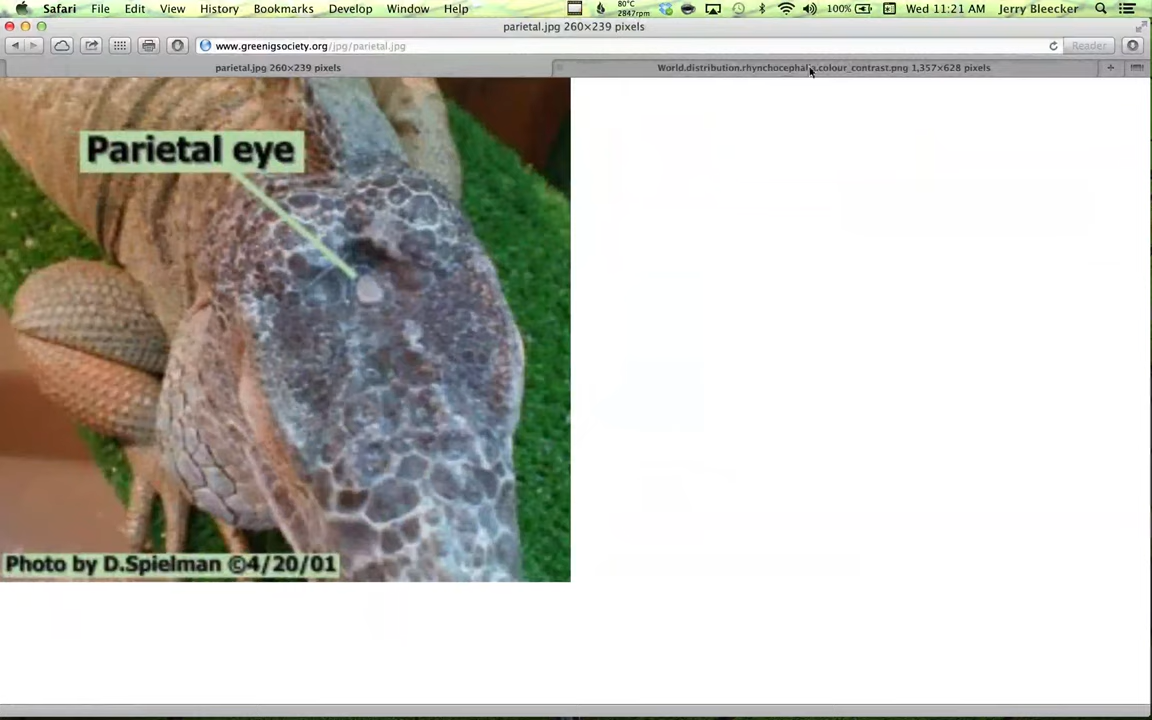 Safari File Edit View History Bookmarks Develop Window Help 80°C 2847rpm 100% Wed 11:21 AM Jerry Bleecker
parietal.jpg 260×239 pixels
www.greenigsociety.org/jpg/parietal.jpg Reader
parietal.jpg 260×239 pixels World.distribution.rhynchocephalia.colour_contrast.png 1,357×628 pixels
Parietal eye
Photo by D.Spielman ©4/20/01